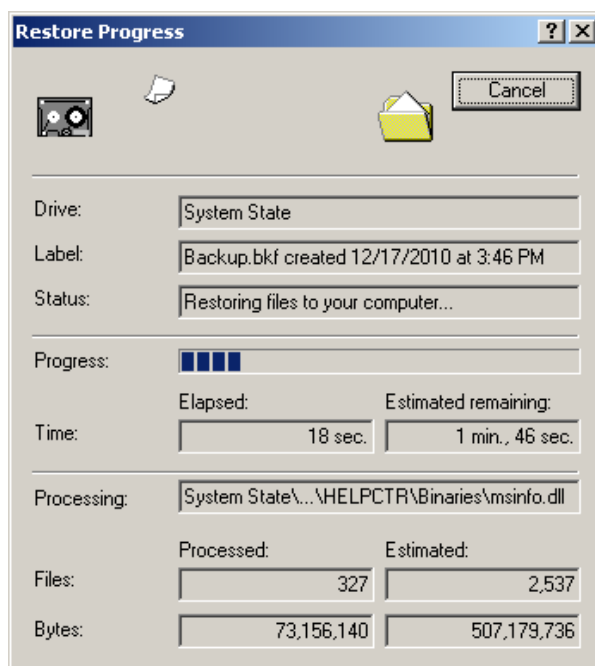 Restore Progress
Cancel
Drive: System State
Label: Backup.bkf created 12/17/2010 at 3:46 PM
Status: Restoring files to your computer...
Progress:
Elapsed: Estimated remaining:
Time: 18 sec. 1 min., 46 sec.
Processing: System State\...\HELPCTR\Binaries\msinfo.dll
Processed: Estimated:
Files: 327 2,537
Bytes: 73,156,140 507,179,736